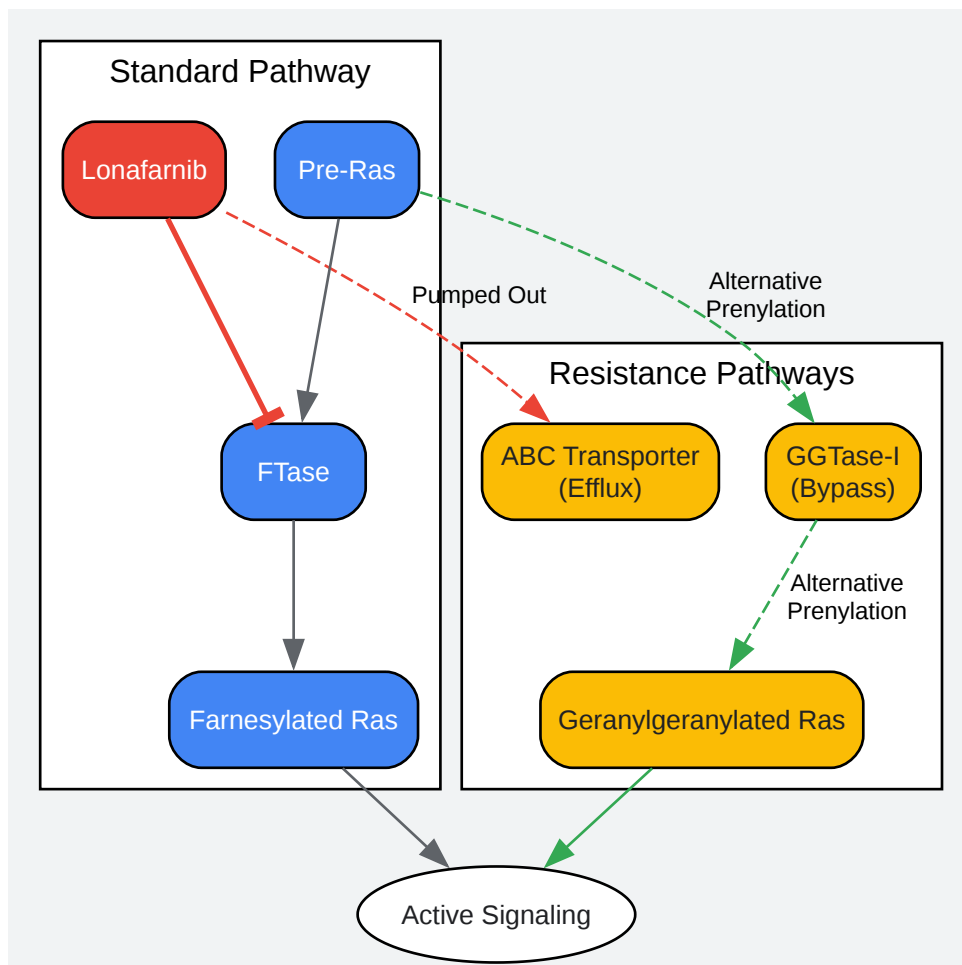 Standard Pathway
Lonafarnib
Pre-Ras
Pumped Out
Alternative
Prenylation
Resistance Pathways
FTase
ABC Transporter
(Efflux)
GGTase-I
(Bypass)
Alternative
Prenylation
Farnesylated Ras
Geranylgeranylated Ras
Active Signaling